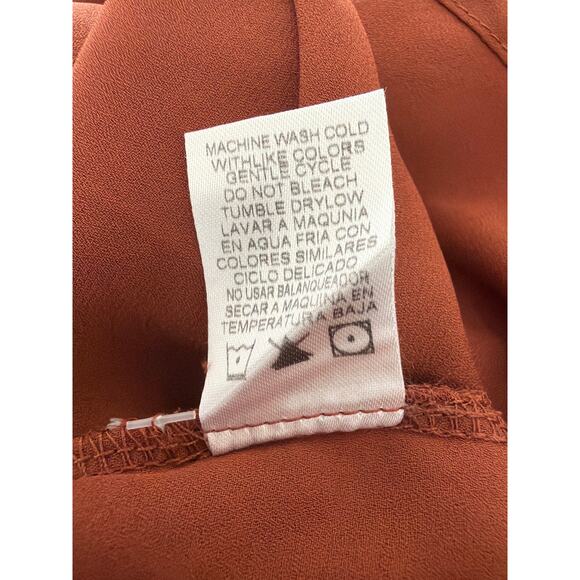 MACHINE WASH COLD
WITHLIKE COLORS
GENTLE CYCLE
DO NOT BLEACH
TUMBLE DRYLOW
LAVAR A MAQUNIA
EN AGUA FRIA CON
COLORES SIMILARES
CICLO DELICADO
NO USAR BALANQUEADOR
SECAR A MAQUINA EN
TEMPERATURA BAJA